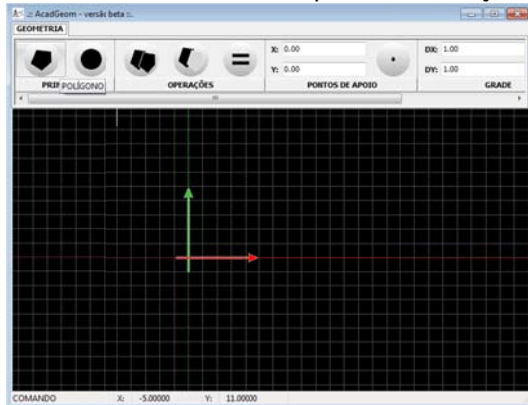 .:: AcadGeom - versão beta ::.
GEOMETRIA
X: 0.00
DX: 1.00
Y: 0.00
DY: 1.00
POLÍGONO
OPERAÇÕES
PONTOS DE APOIO
GRADE
COMANDO X: -5.00000 Y: 11.00000